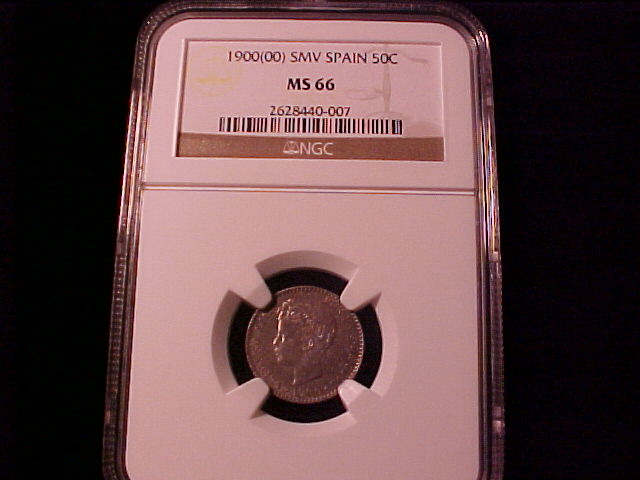 1900(00) SMV SPAIN 50C
MS 66
2628440-007
NGC